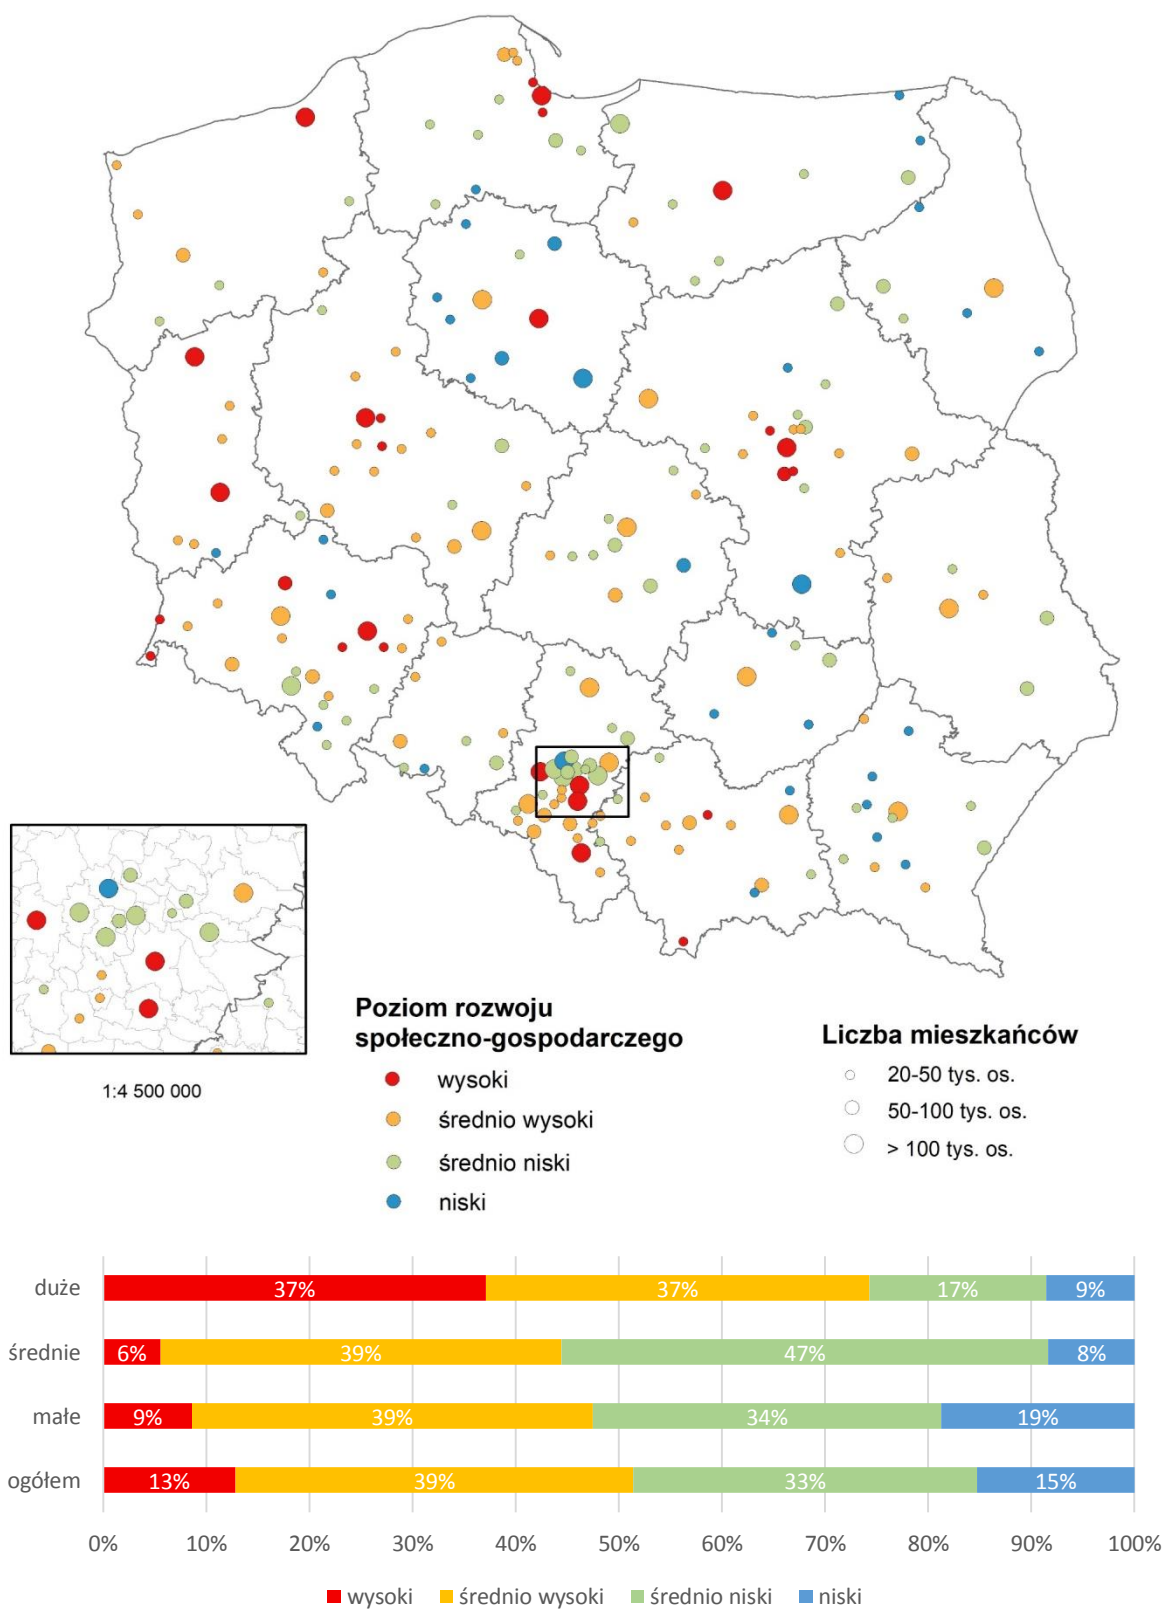 1:4 500 000
Poziom rozwoju
społeczno-gospodarczego
wysoki
średnio wysoki
średnio niski
niski
Liczba mieszkańców
20-50 tys. os.
50-100 tys. os.
> 100 tys. os.
duże 37% 37% 17% 9%
średnie 6% 39% 47% 8%
małe 9% 39% 34% 19%
ogółem 13% 39% 33% 15%
0% 10% 20% 30% 40% 50% 60% 70% 80% 90% 100%
wysoki średnio wysoki średnio niski niski